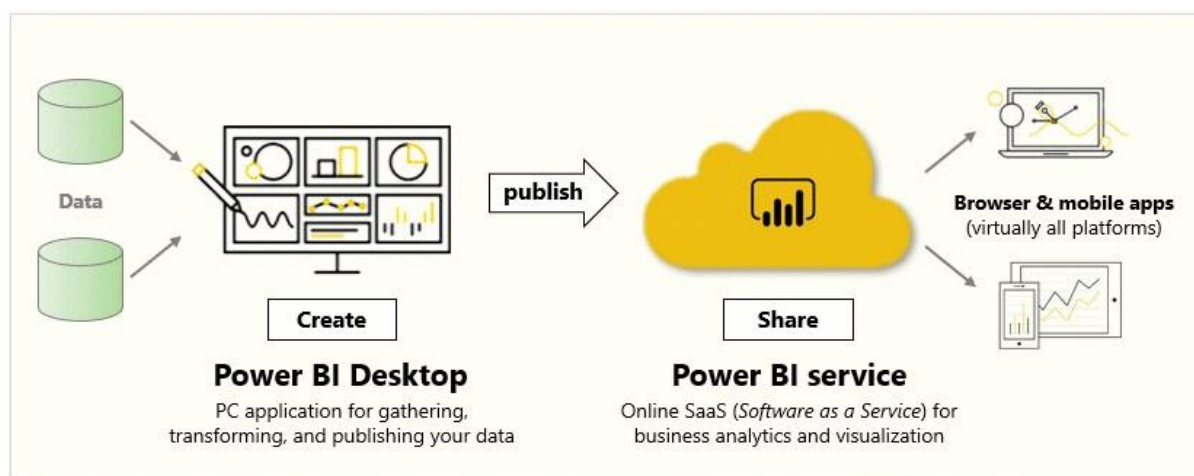 Data
publish
Browser & mobile apps
(virtually all platforms)
Create
Share
Power BI Desktop
PC application for gathering,
transforming, and publishing your data
Power BI service
Online SaaS (Software as a Service) for
business analytics and visualization